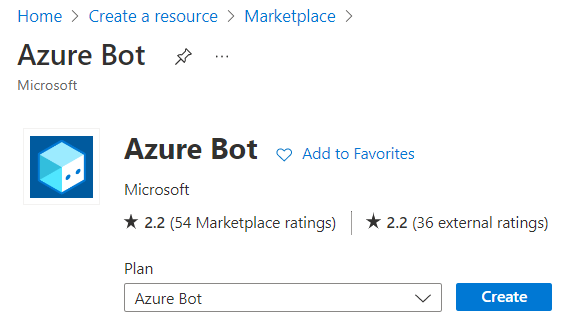 Home > Create a resource > Marketplace >
Azure Bot ...
Microsoft
Azure Bot Add to Favorites
Microsoft
★ 2.2 (54 Marketplace ratings) | ★ 2.2 (36 external ratings)
Plan
Azure Bot Create